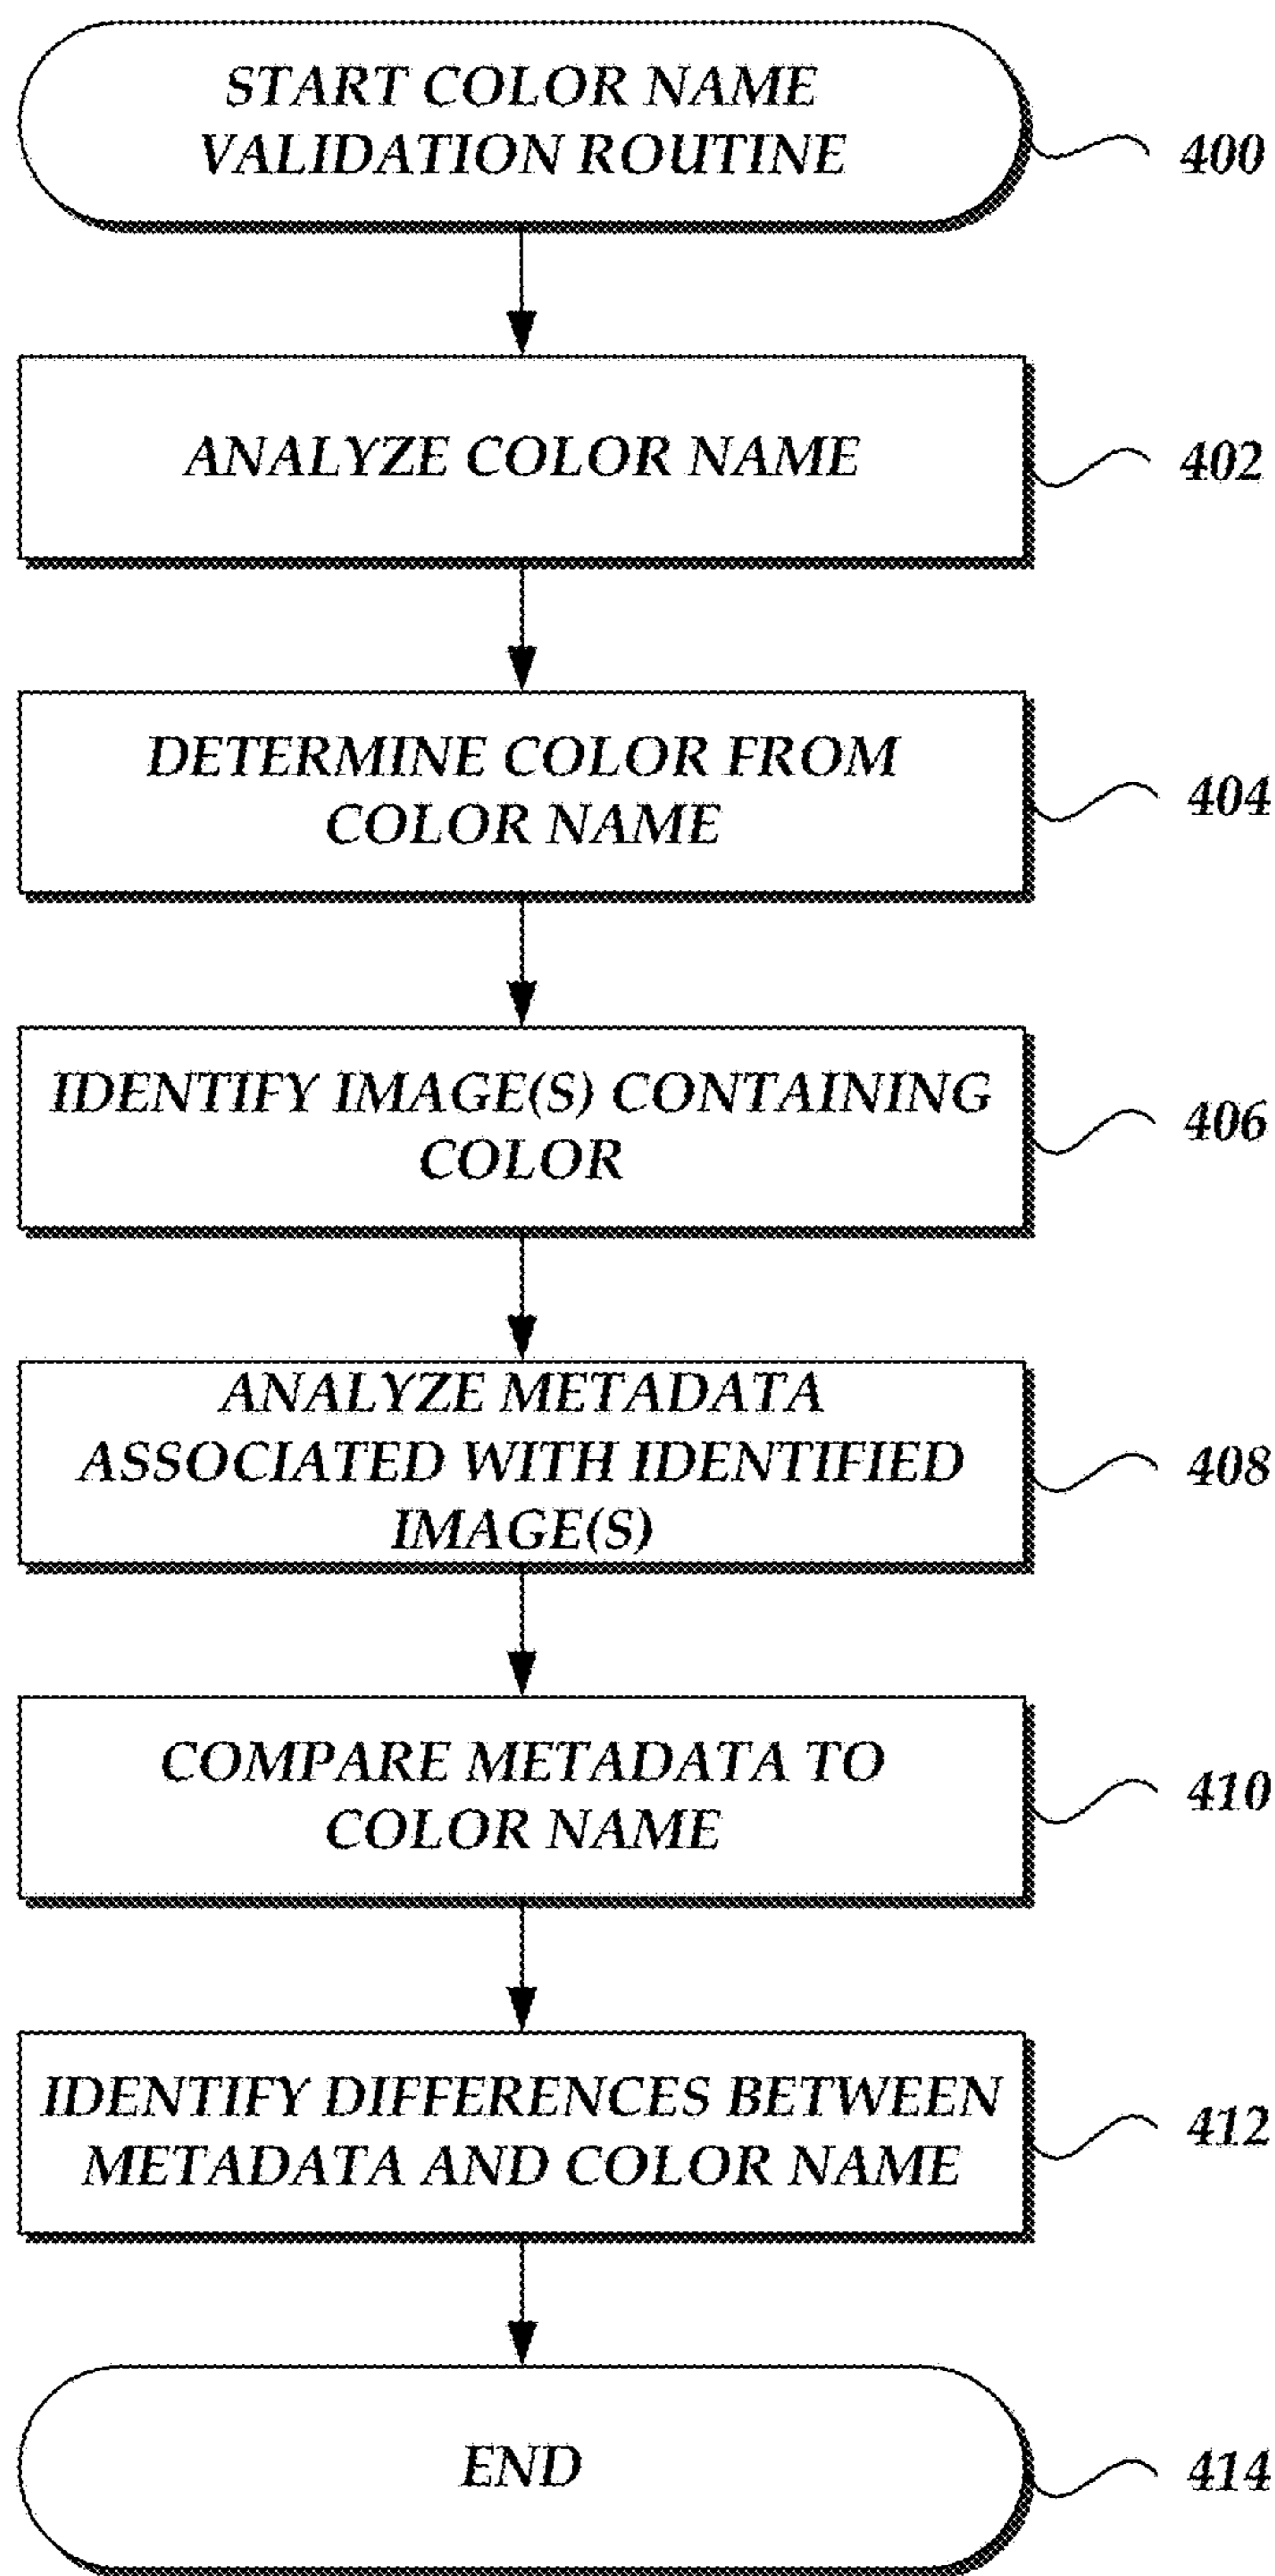 START COLOR NAME
VALIDATION ROUTINE
400
ANALYZE COLOR NAME
402
DETERMINE COLOR FROM
COLOR NAME
404
IDENTIFY IMAGE(S) CONTAINING
COLOR
406
ANALYZE METADATA
ASSOCIATED WITH IDENTIFIED
IMAGE(S)
408
COMPARE METADATA TO
COLOR NAME
410
IDENTIFY DIFFERENCES BETWEEN
METADATA AND COLOR NAME
412
END
414